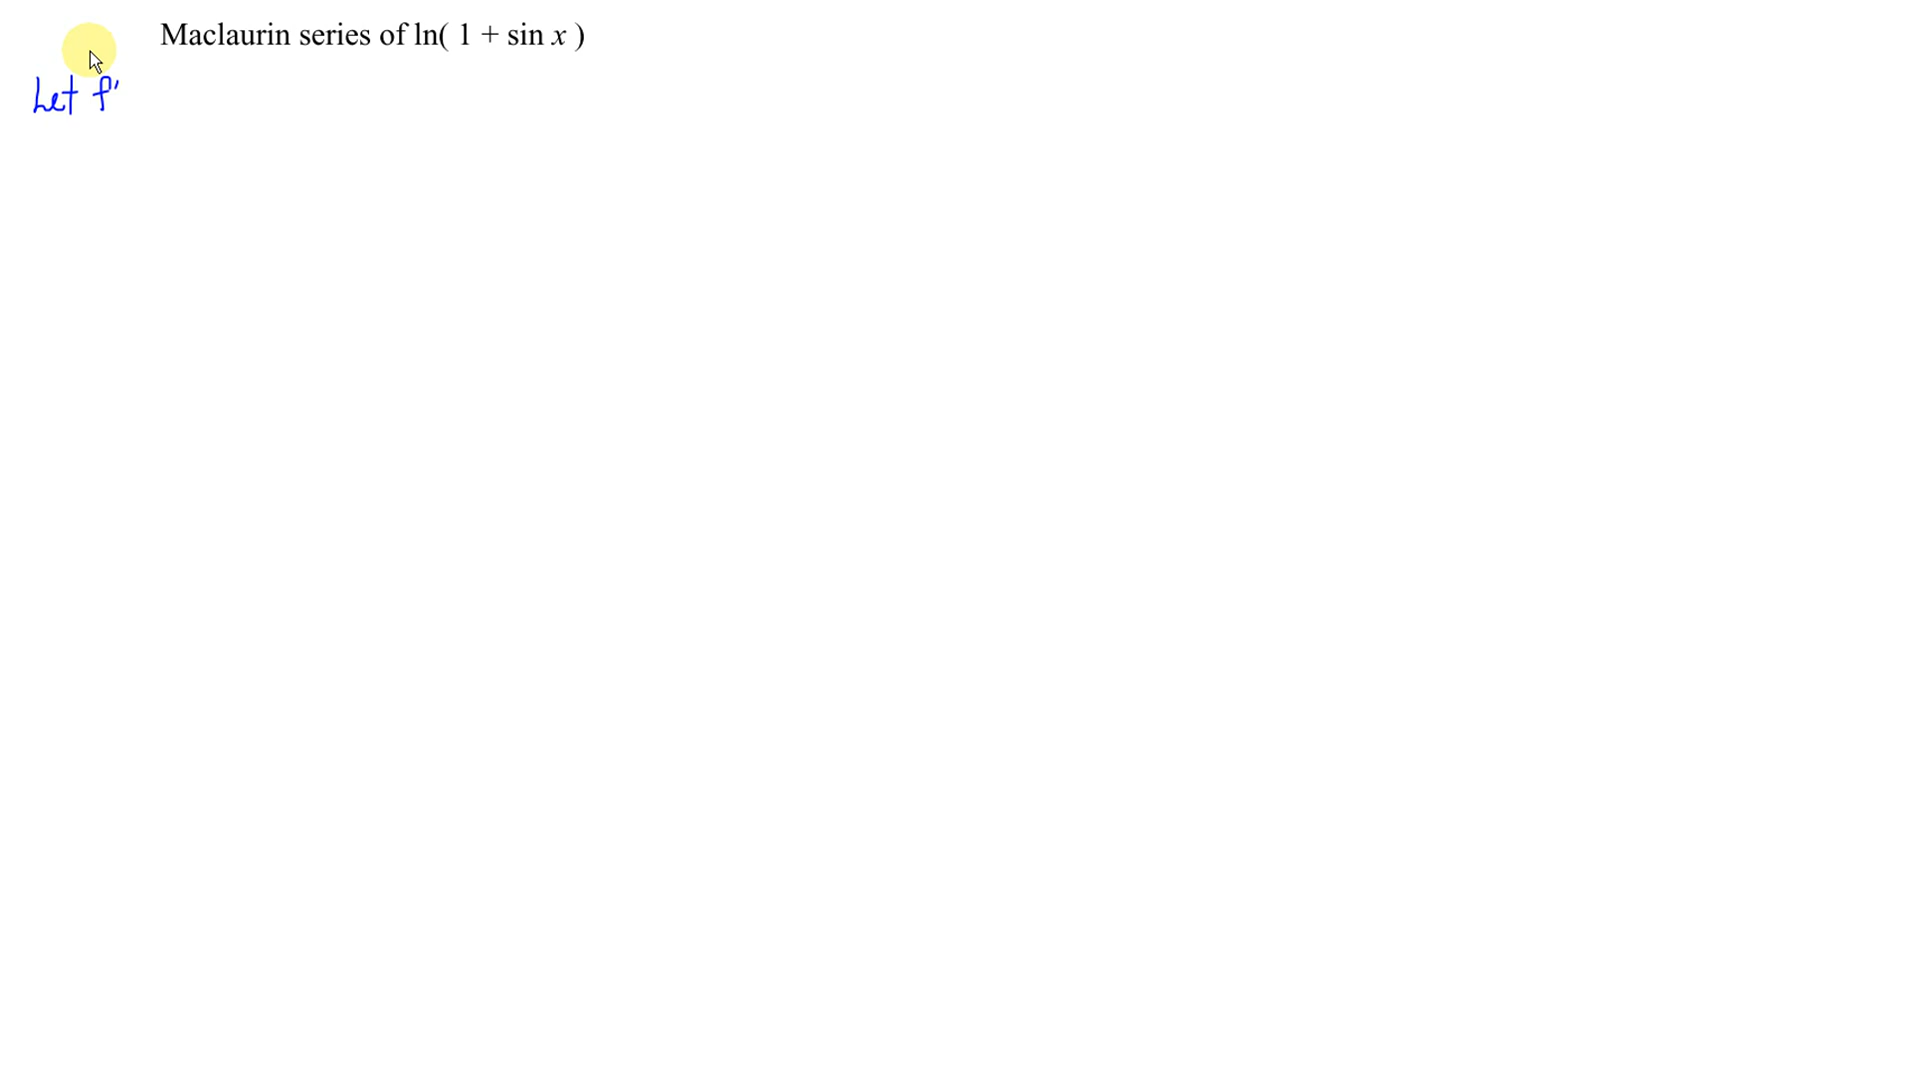 Maclaurin series of ln( 1 + sin x )
Let f'